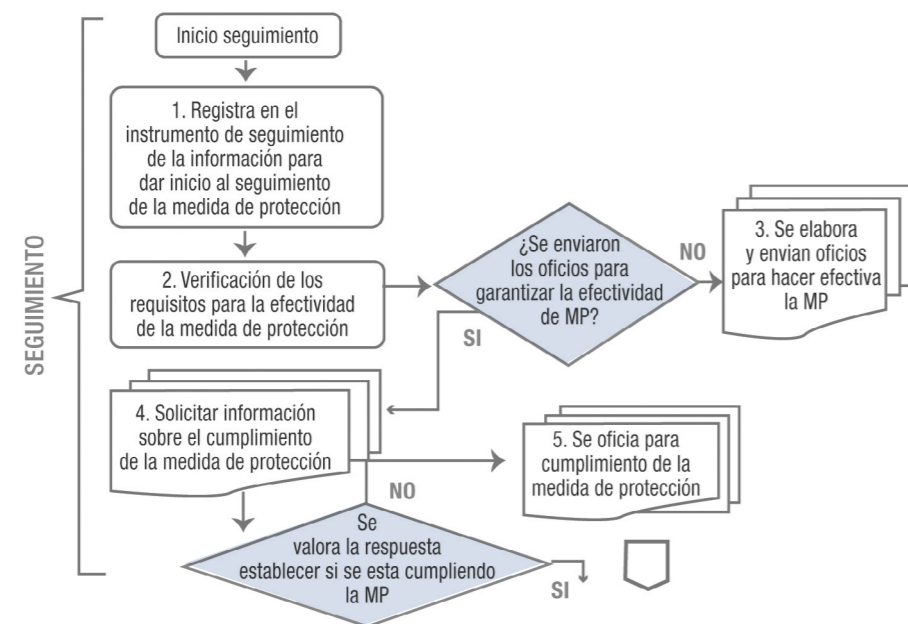 SEGUIMIENTO
Inicio seguimiento
1. Registra en el
instrumento de seguimiento
de la información para
dar inicio al seguimiento
de la medida de protección
2. Verificación de los
requisitos para la efectividad
de la medida de protección
¿Se enviaron
los oficios para
garantizar la efectividad
de MP?
NO
SI
3. Se elabora
y envian oficios
para hacer efectiva
la MP
4. Solicitar información
sobre el cumplimiento
de la medida de protección
5. Se oficia para
cumplimiento de la
medida de protección
NO
Se
valora la respuesta
establecer si se esta cumpliendo
la MP
SI